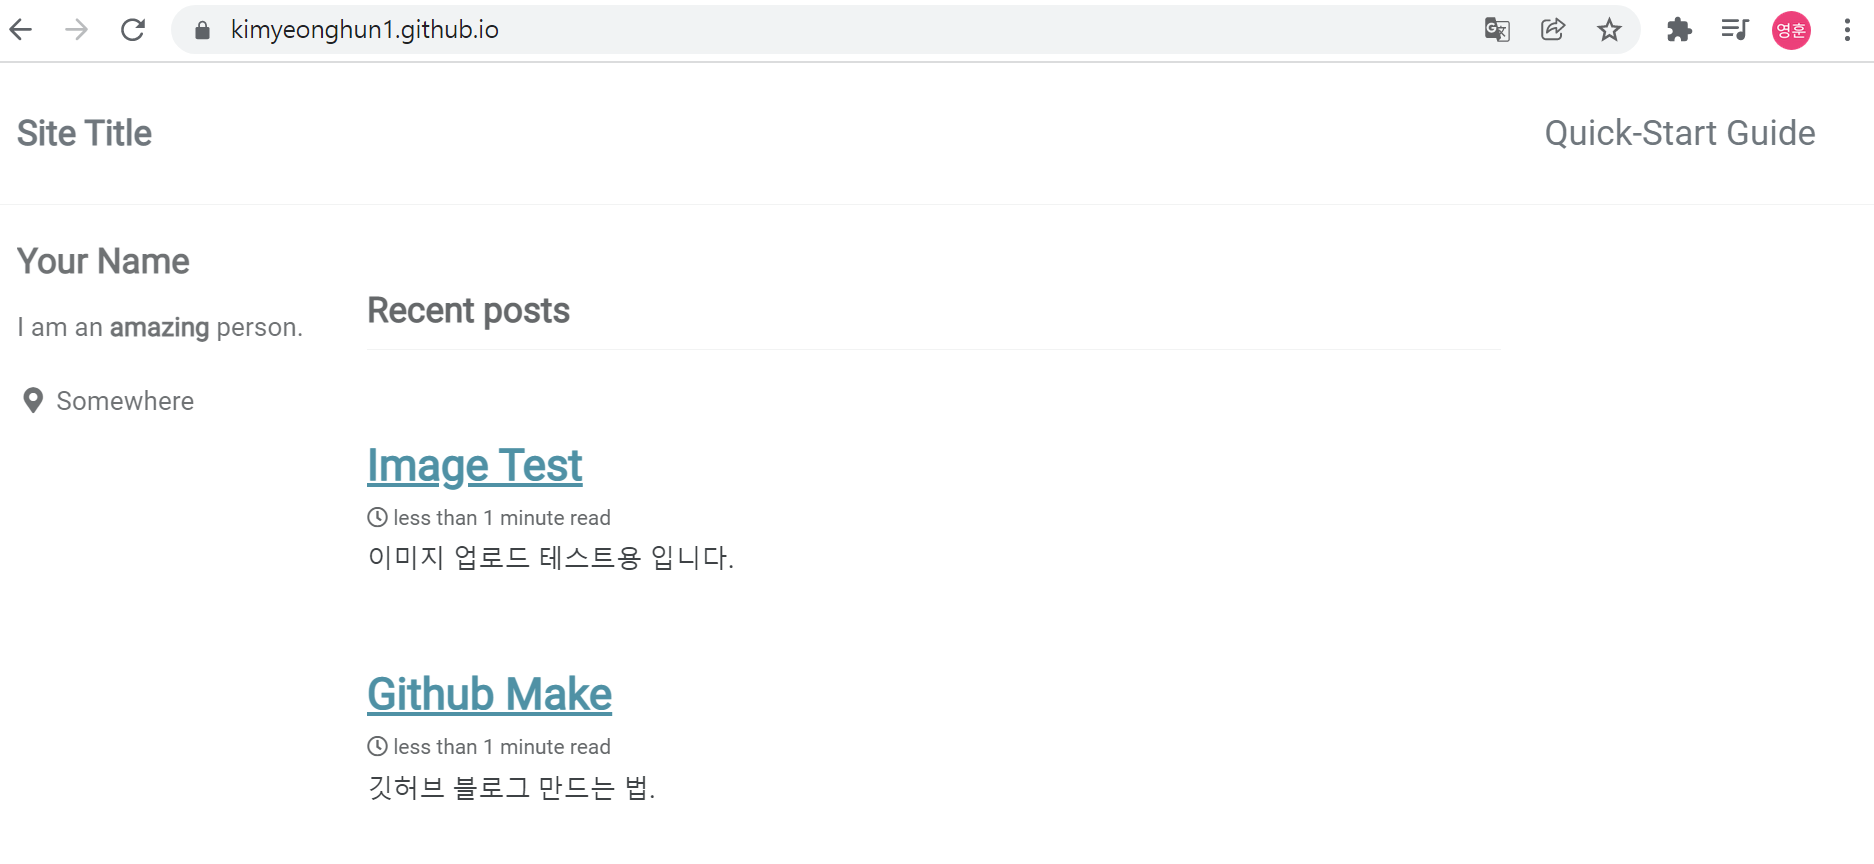 kimyeonghun1.github.io
영훈
Site Title
Quick-Start Guide
Your Name
I am an amazing person.
Somewhere
Recent posts
Image Test
less than 1 minute read
이미지 업로드 테스트용 입니다.
Github Make
less than 1 minute read
깃허브 블로그 만드는 법.